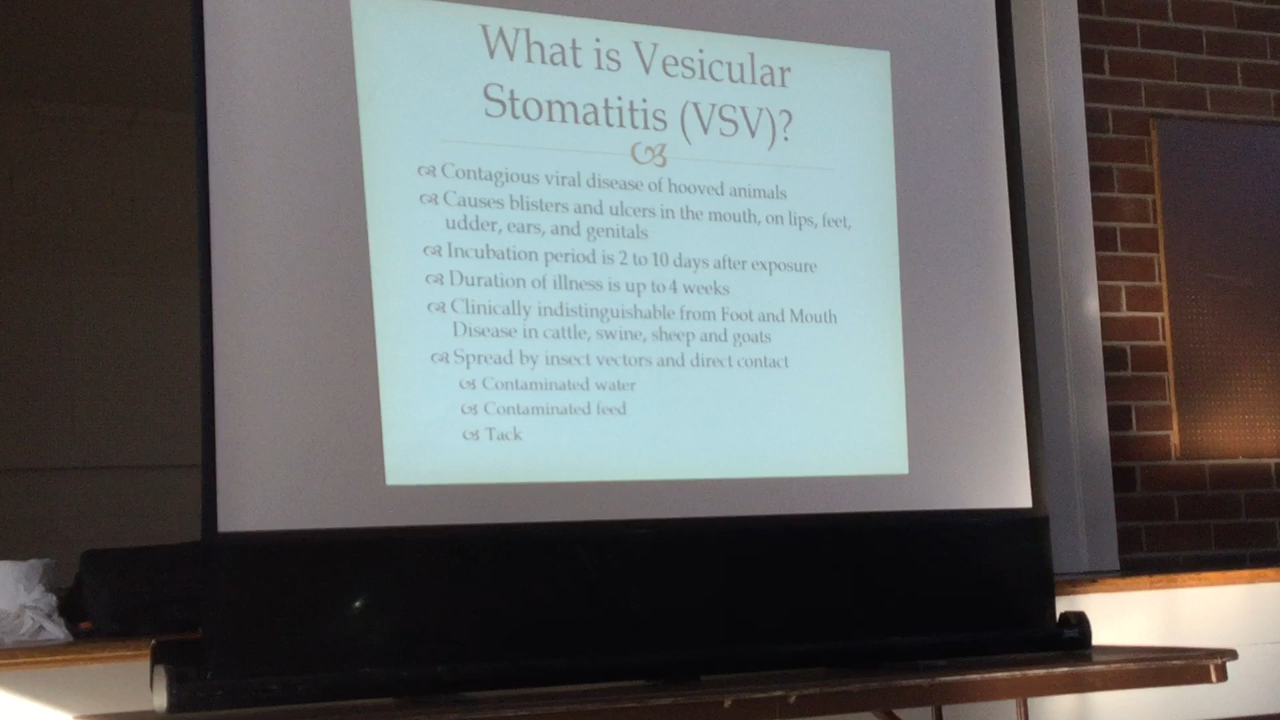 What is Vesicular
Stomatitis (VSV)?
Contagious viral disease of hooved animals
Causes blisters and ulcers in the mouth, on lips, feet,
udder, ears, and genitals
Incubation period is 2 to 10 days after exposure
Duration of illness is up to 4 weeks
Clinically indistinguishable from Foot and Mouth
Disease in cattle, swine, sheep and goats
Spread by insect vectors and direct contact
Contaminated water
Contaminated feed
Tack